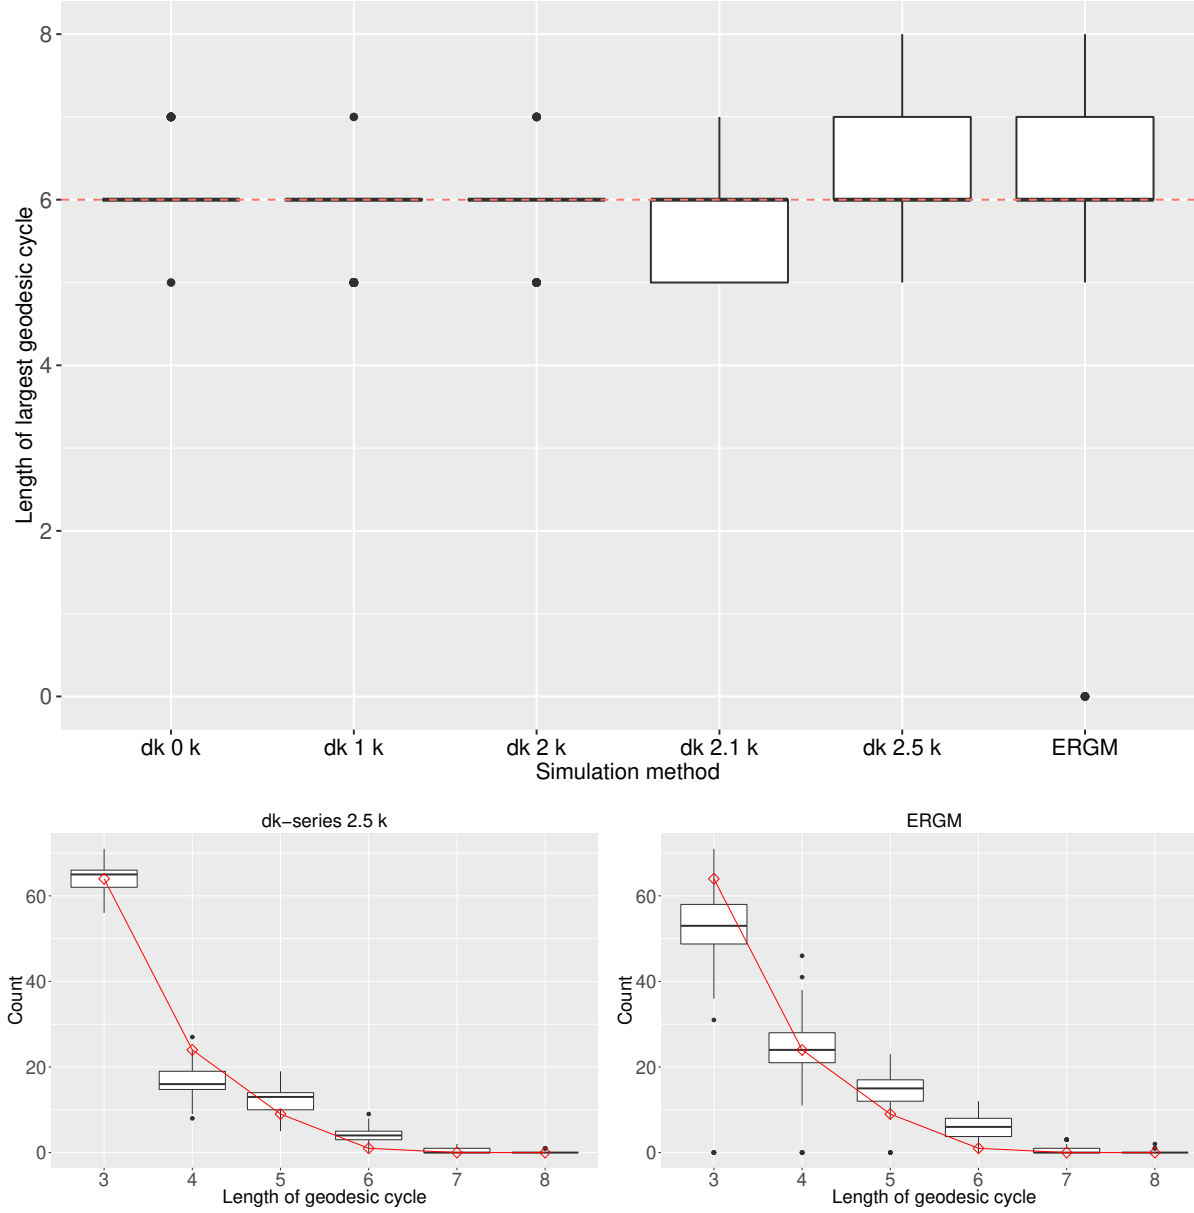 Length of largest geodesic cycle
8
6
4
2
0
dk 0 k dk 1 k dk 2 k dk 2.1 k dk 2.5 k ERGM
Simulation method
dk−series 2.5 k
Count
60
40
20
0
3 4 5 6 7 8
Length of geodesic cycle
ERGM
Count
60
40
20
0
3 4 5 6 7 8
Length of geodesic cycle